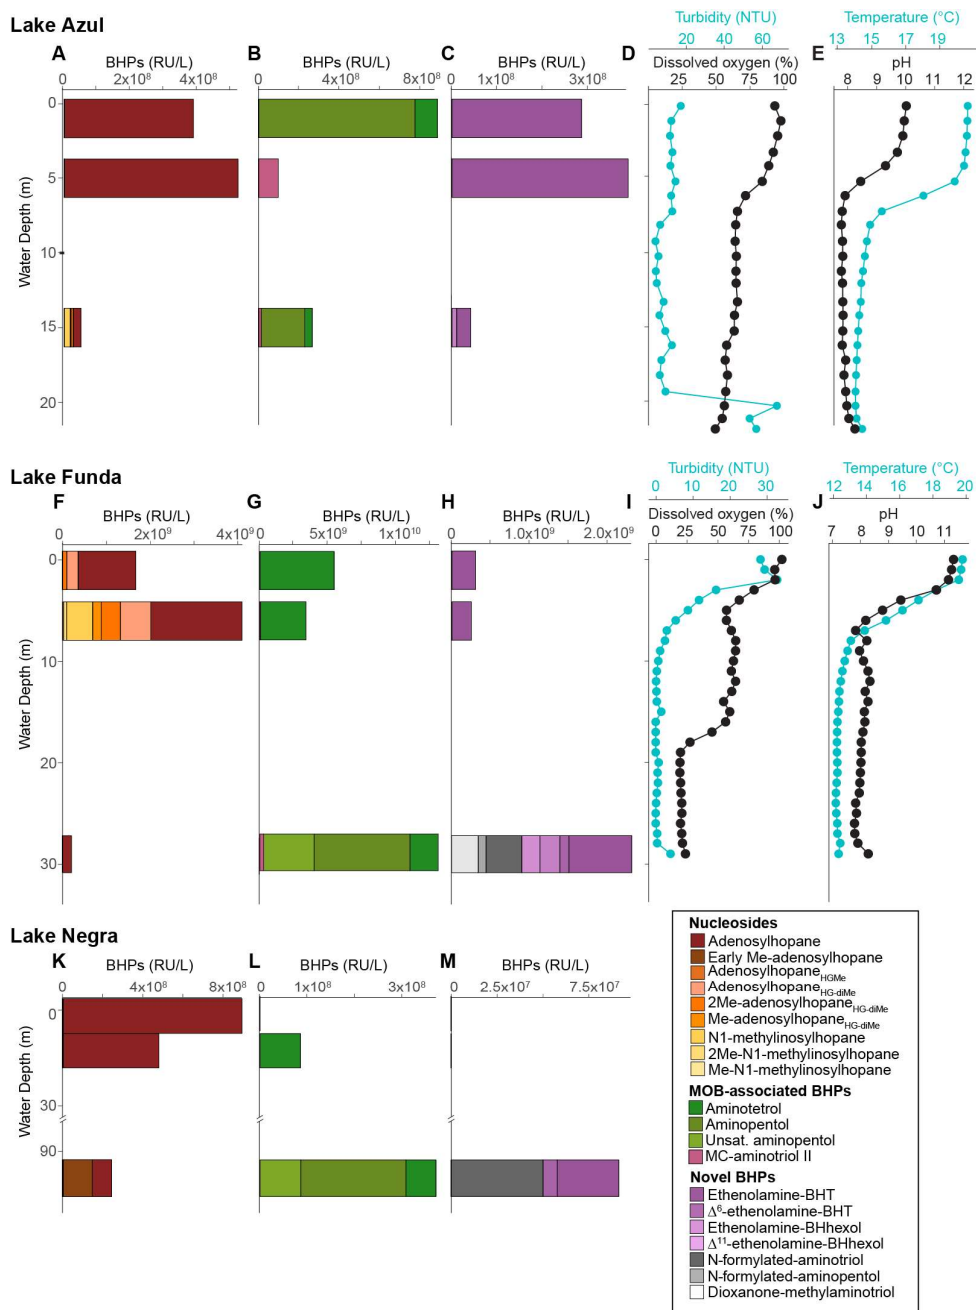 Lake Azul
Turbidity (NTU)
Temperature (°C)
20 40 60
13 15 17 19
A BHPs (RU/L) B BHPs (RU/L) C BHPs (RU/L) D Dissolved oxygen (%) E pH
0 2x10⁸ 4x10⁸
0 4x10⁸ 8x10⁸
0 1x10⁸ 3x10⁸
25 50 75 100
8 9 10 11 12
Water Depth (m)
0
5
10
15
20
Lake Funda
Turbidity (NTU)
Temperature (°C)
0 10 20 30
12 14 16 18 20
F BHPs (RU/L) G BHPs (RU/L) H BHPs (RU/L) I Dissolved oxygen (%) J pH
0 2x10⁹ 4x10⁹
0 5x10⁹ 1x10¹⁰
0 1.0x10⁹ 2.0x10⁹
0 25 50 75 100
7 8 9 10 11
Water Depth (m)
0
10
20
30
Lake Negra
K BHPs (RU/L) L BHPs (RU/L) M BHPs (RU/L)
0 4x10⁸ 8x10⁸
0 1x10⁸ 3x10⁸
0 2.5x10⁷ 7.5x10⁷
Water Depth (m)
0
30
90
Nucleosides
Adenosylhopane
Early Me-adenosylhopane
Adenosylhopane HGMe
Adenosylhopane HG-diMe
2Me-adenosylhopane HG-diMe
Me-adenosylhopane HG-diMe
N1-methylinosylhopane
2Me-N1-methylinosylhopane
Me-N1-methylinosylhopane
MOB-associated BHPs
Aminotetrol
Aminopentol
Unsat. aminopentol
MC-aminotriol II
Novel BHPs
Ethenolamine-BHT
Δ⁶-ethenolamine-BHT
Ethenolamine-BHhexol
Δ¹¹-ethenolamine-BHhexol
N-formylated-aminotriol
N-formylated-aminopentol
Dioxanone-methylaminotriol